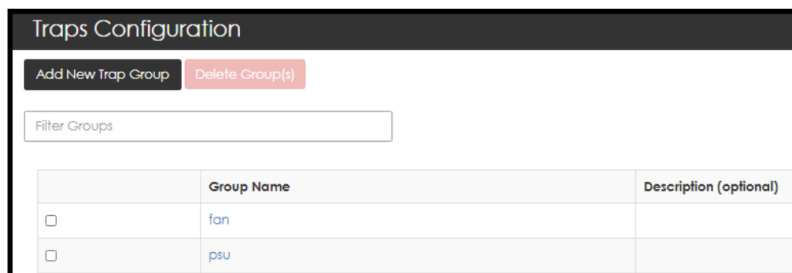 Traps Configuration
Add New Trap Group Delete Group(s)
Filter Groups
Group Name Description (optional)
fan
psu